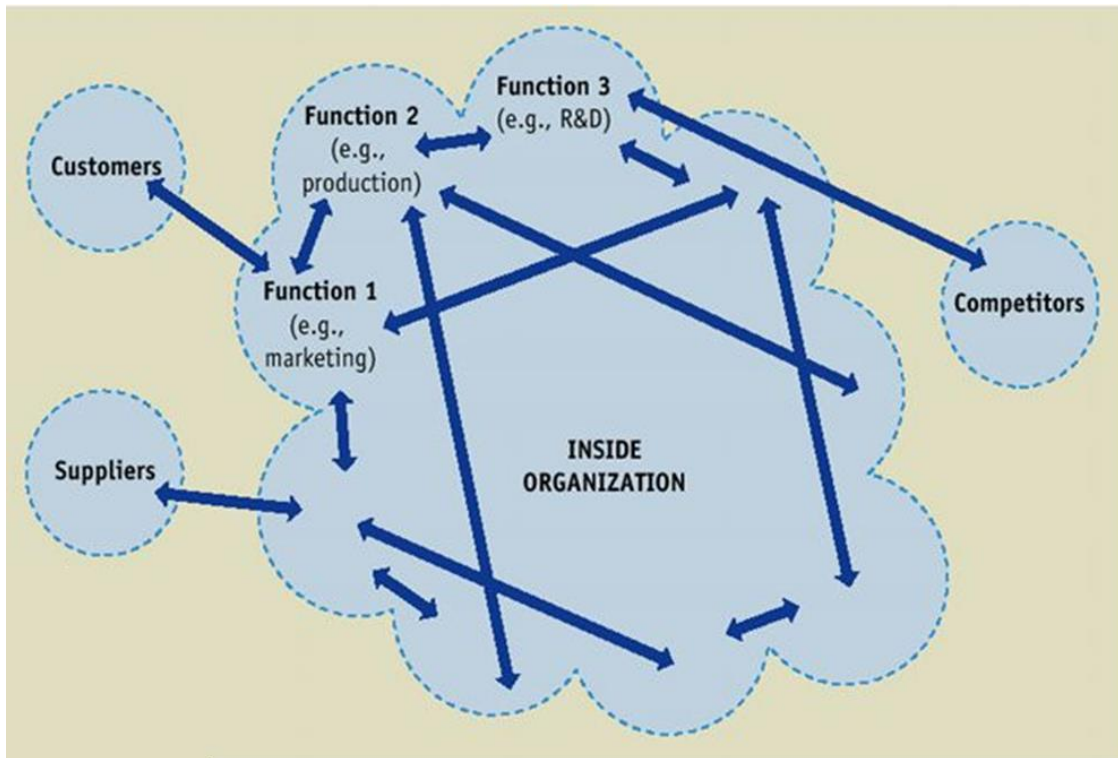 Function 3
(e.g., R&D)
Function 2
(e.g.,
production)
Customers
Function 1
(e.g.,
marketing)
Competitors
Suppliers
INSIDE
ORGANIZATION